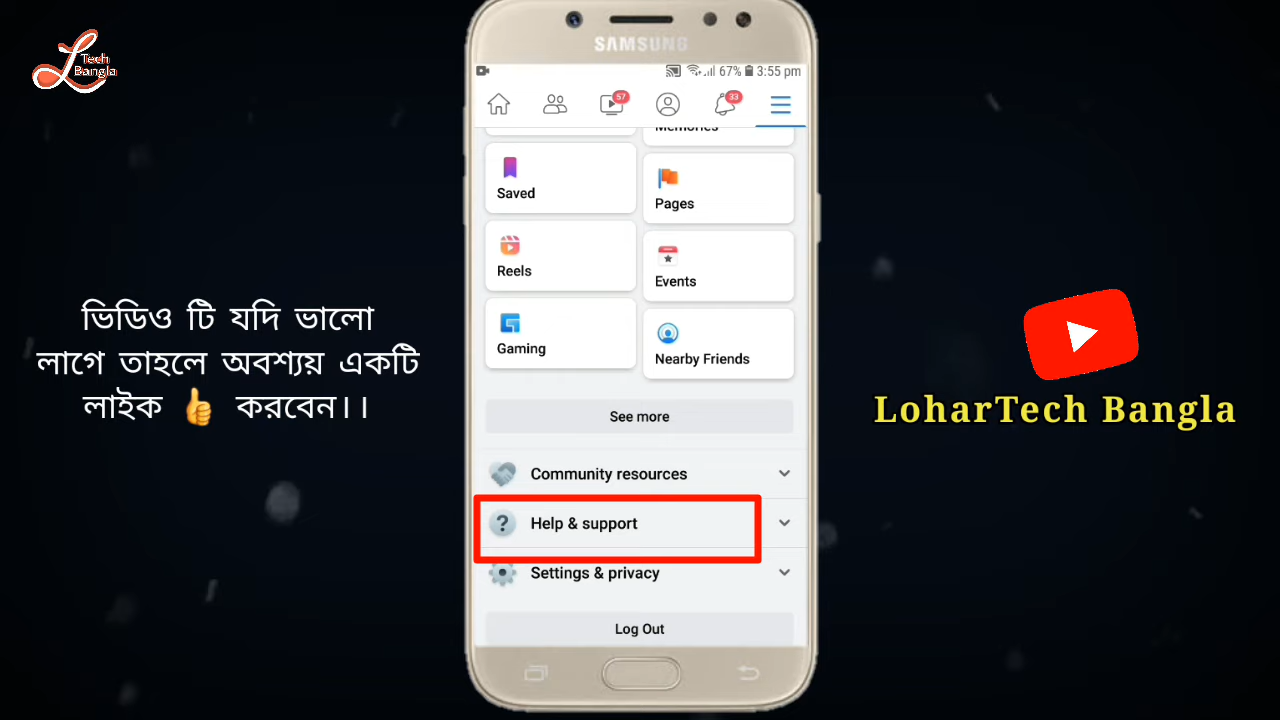 Tech
Bangla
ভিডিও টি যদি ভালো
লাগে তাহলে অবশ্যয় একটি
লাইক 👍 করবেন।।
SAMSUNG
67% 3:55 pm
57
33
Memories
Saved
Pages
Reels
Events
Gaming
Nearby Friends
See more
Community resources
? Help & support
Settings & privacy
Log Out
LoharTech Bangla